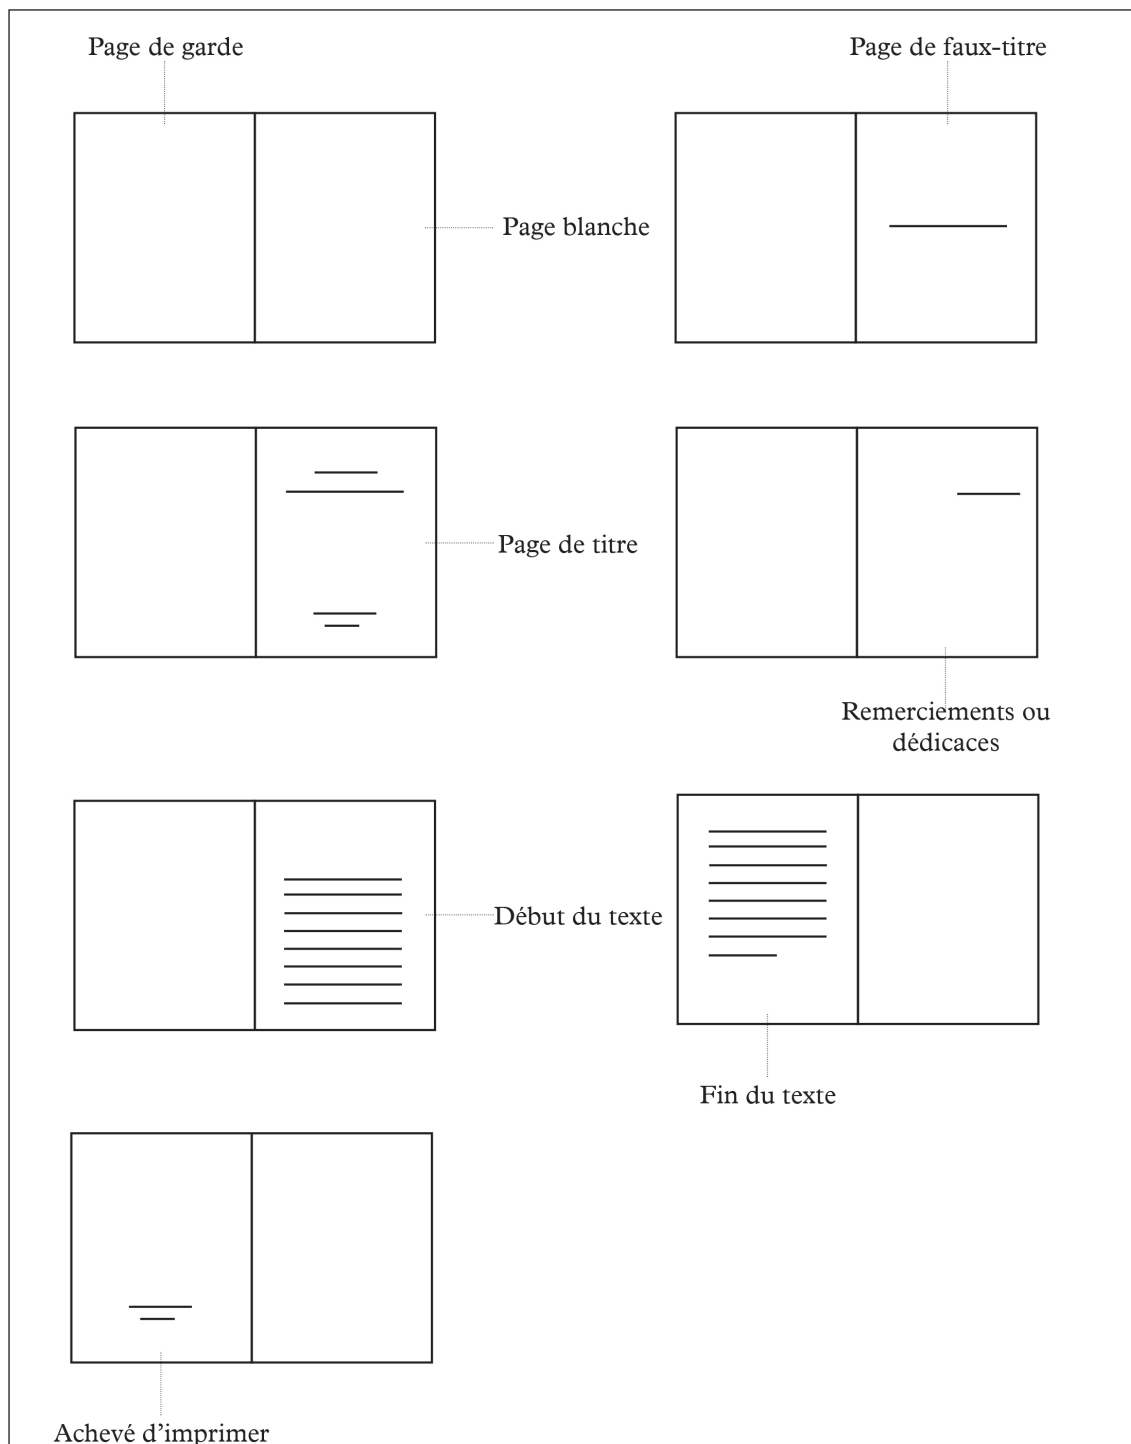 Page de garde
Page de faux-titre
Page blanche
Page de titre
Remerciements ou
dédicaces
Début du texte
Fin du texte
Achevé d’imprimer